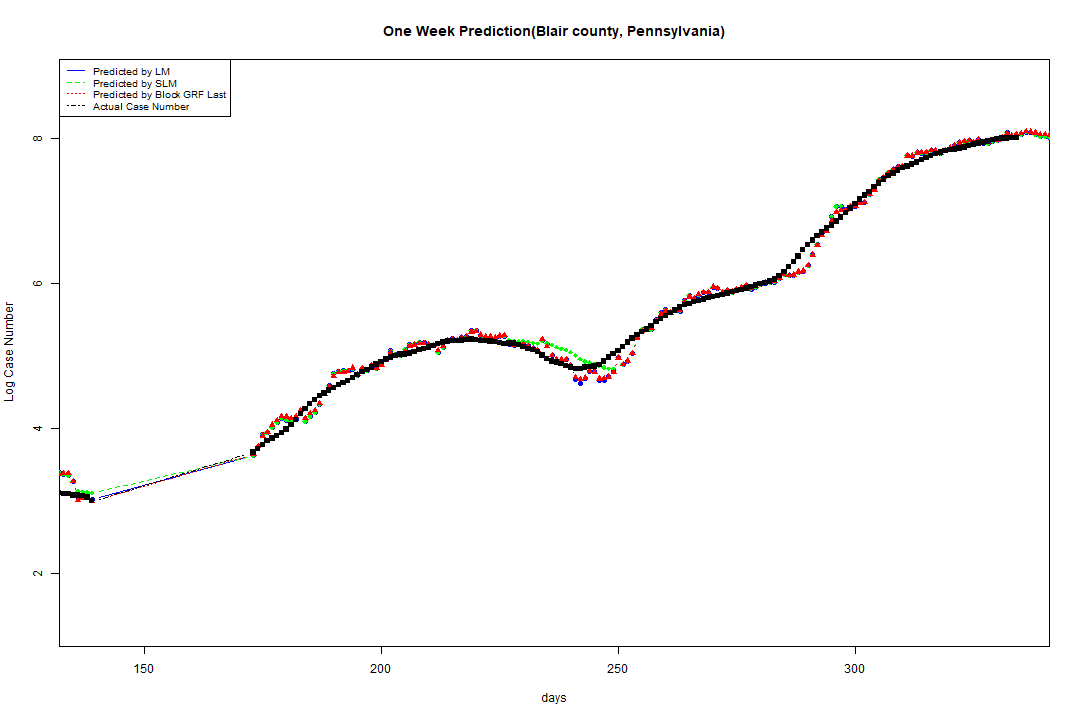 One Week Prediction(Blair county, Pennsylvania)
Predicted by LM
Predicted by SLM
Predicted by Block GRF Last
Actual Case Number
8
6
4
2
Log Case Number
150 200 250 300
days